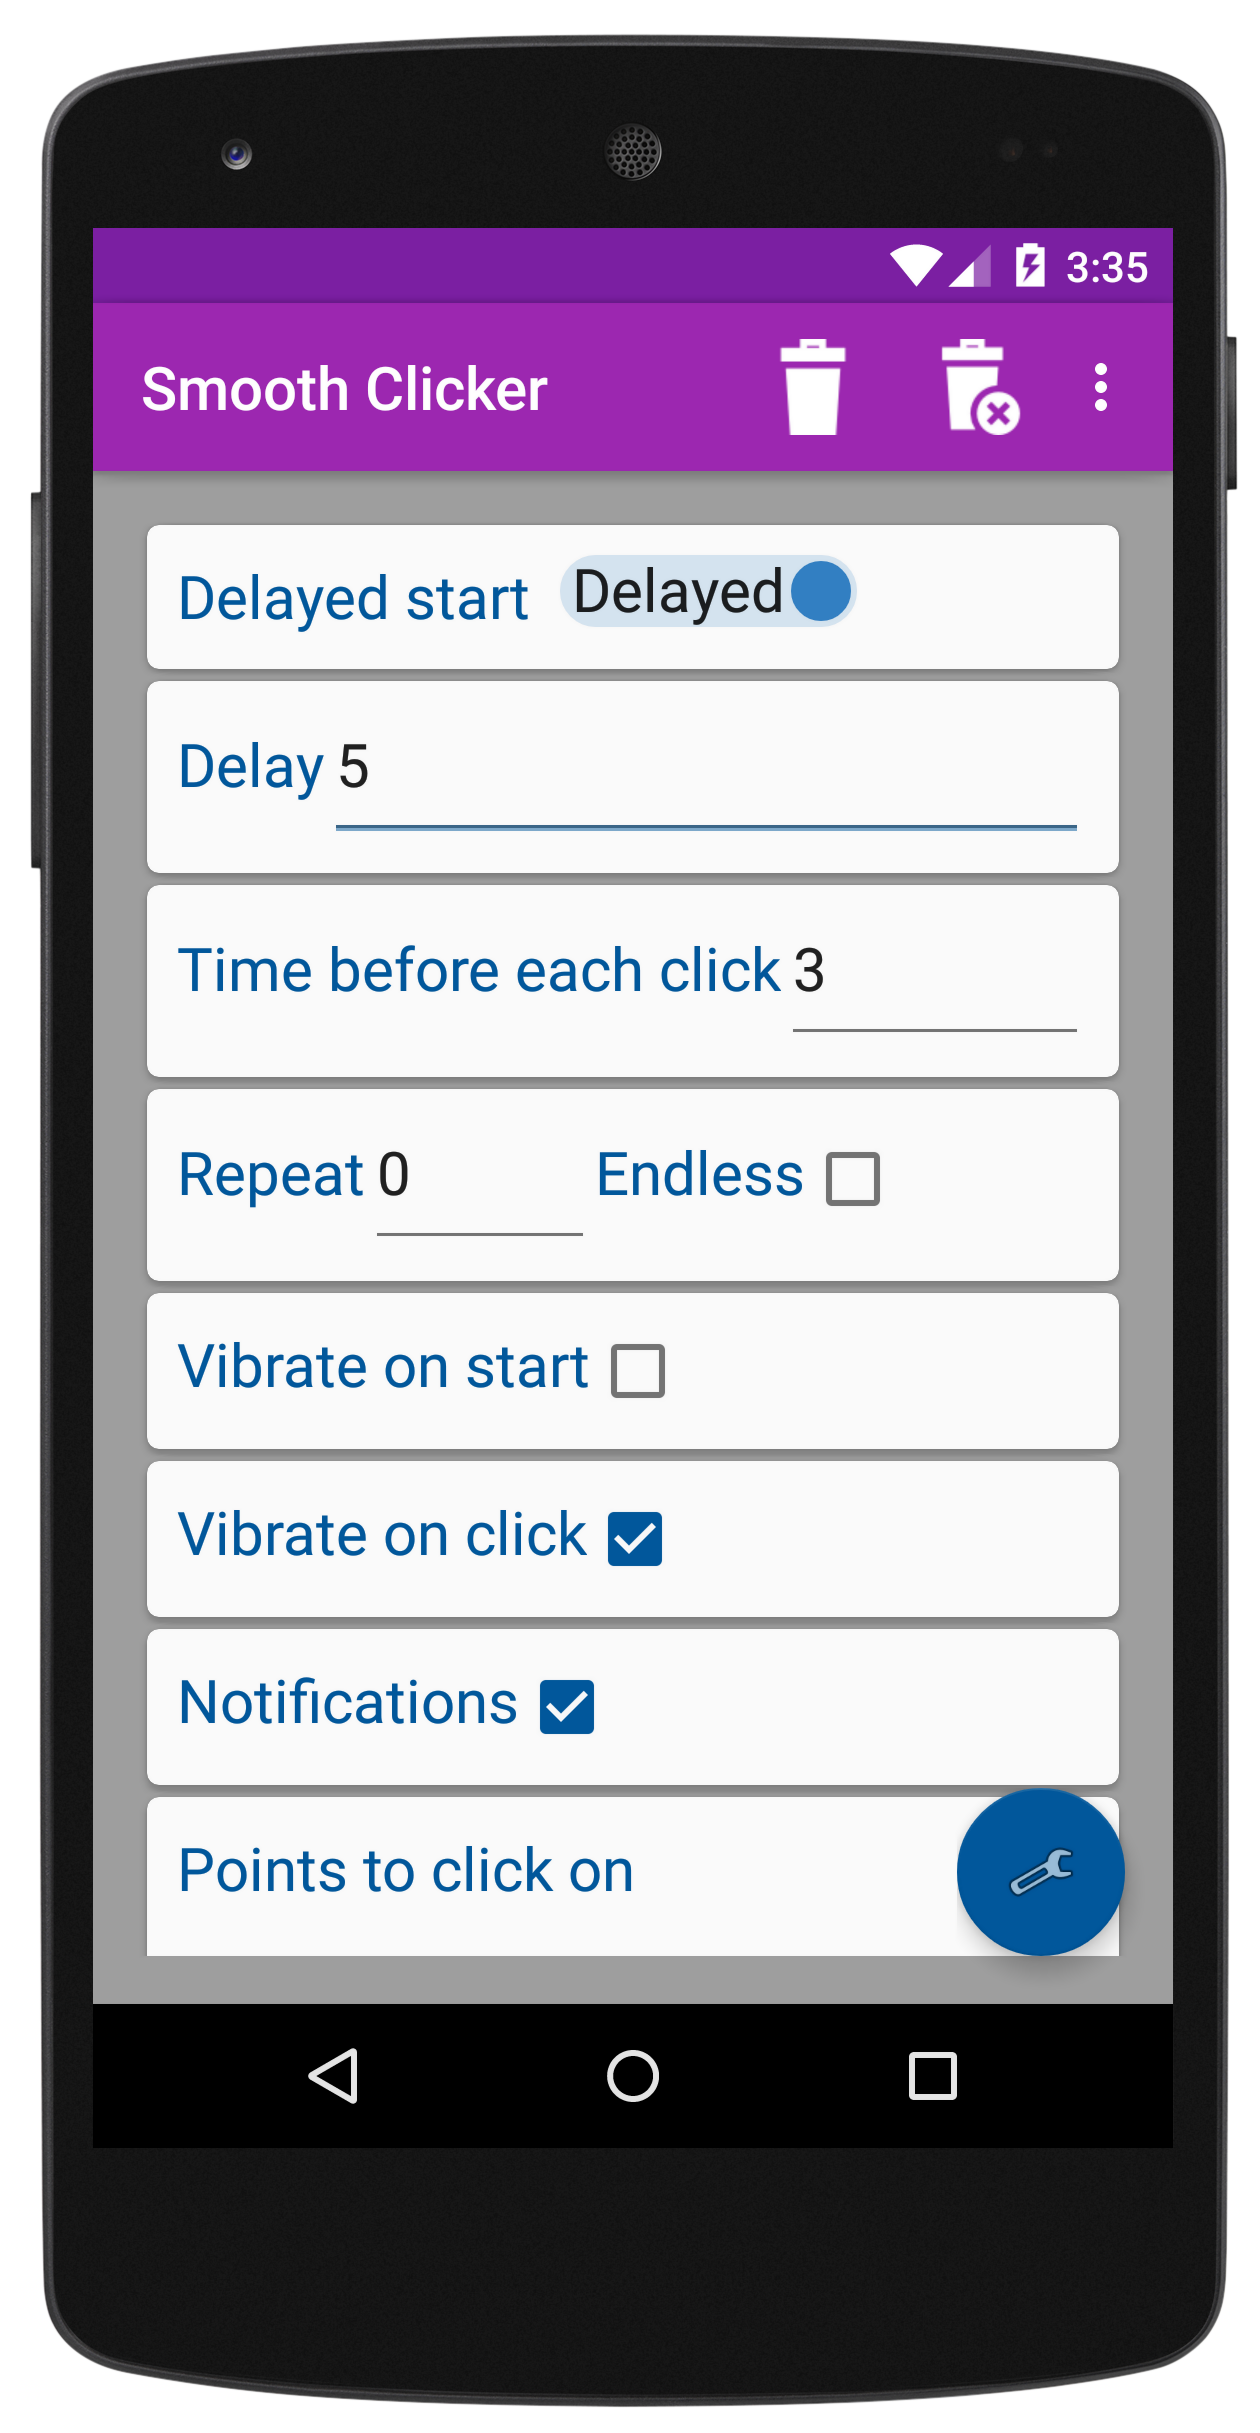 3:35
Smooth Clicker
Delayed start Delayed
Delay 5
Time before each click 3
Repeat 0 Endless
Vibrate on start
Vibrate on click
Notifications
Points to click on